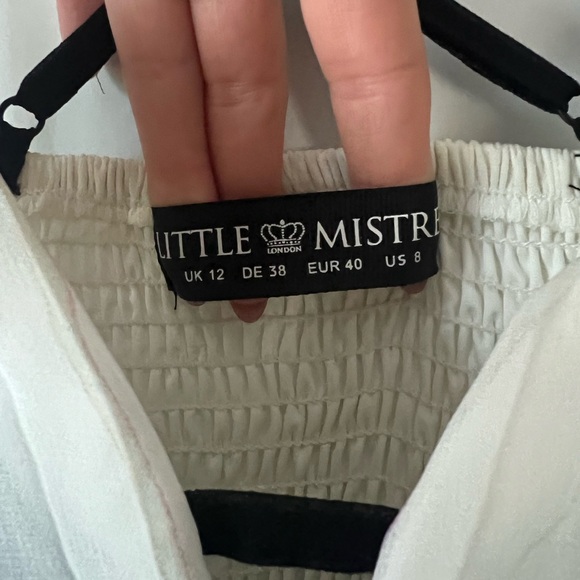 LITTLE MISTRE
LONDON
UK 12 DE 38 EUR 40 US 8